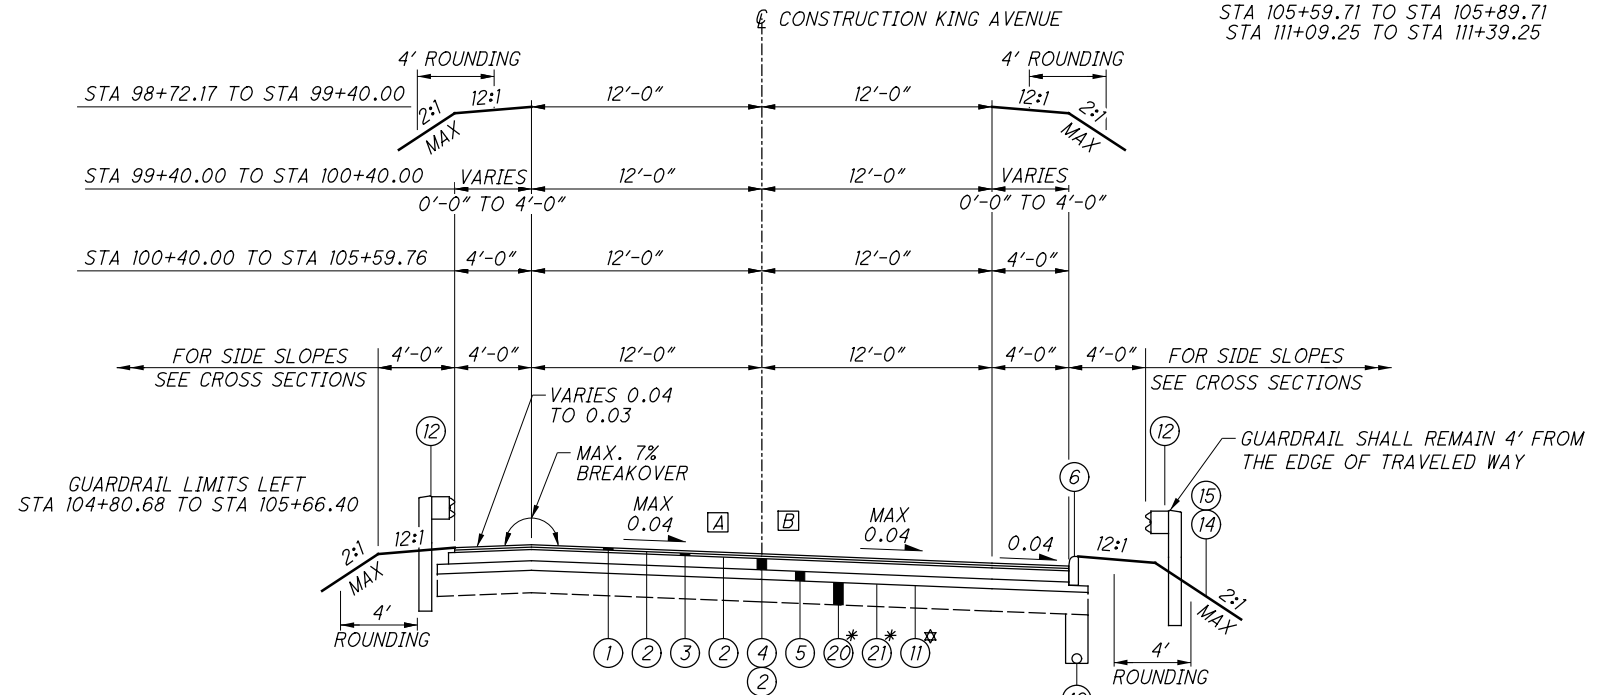 ℄ CONSTRUCTION KING AVENUE
STA 105+59.71 TO STA 105+89.71
STA 111+09.25 TO STA 111+39.25
4' ROUNDING
4' ROUNDING
STA 98+72.17 TO STA 99+40.00
2:1
MAX
12:1
12'-0"
12'-0"
12:1
2:1
MAX
STA 99+40.00 TO STA 100+40.00
VARIES
0'-0" TO 4'-0"
12'-0"
12'-0"
VARIES
0'-0" TO 4'-0"
STA 100+40.00 TO STA 105+59.76
4'-0"
12'-0"
12'-0"
4'-0"
FOR SIDE SLOPES
SEE CROSS SECTIONS
4'-0"
4'-0"
12'-0"
12'-0"
4'-0"
4'-0"
FOR SIDE SLOPES
SEE CROSS SECTIONS
VARIES 0.04
TO 0.03
12
MAX. 7%
BREAKOVER
12
GUARDRAIL SHALL REMAIN 4' FROM
THE EDGE OF TRAVELED WAY
GUARDRAIL LIMITS LEFT
STA 104+80.68 TO STA 105+66.40
6
15
14
MAX
0.04
A
B
MAX
0.04
0.04
2:1
MAX
12:1
12:1
2:1
MAX
4'
ROUNDING
1
2
3
2
4
2
5
20*
21*
11✡
4'
ROUNDING